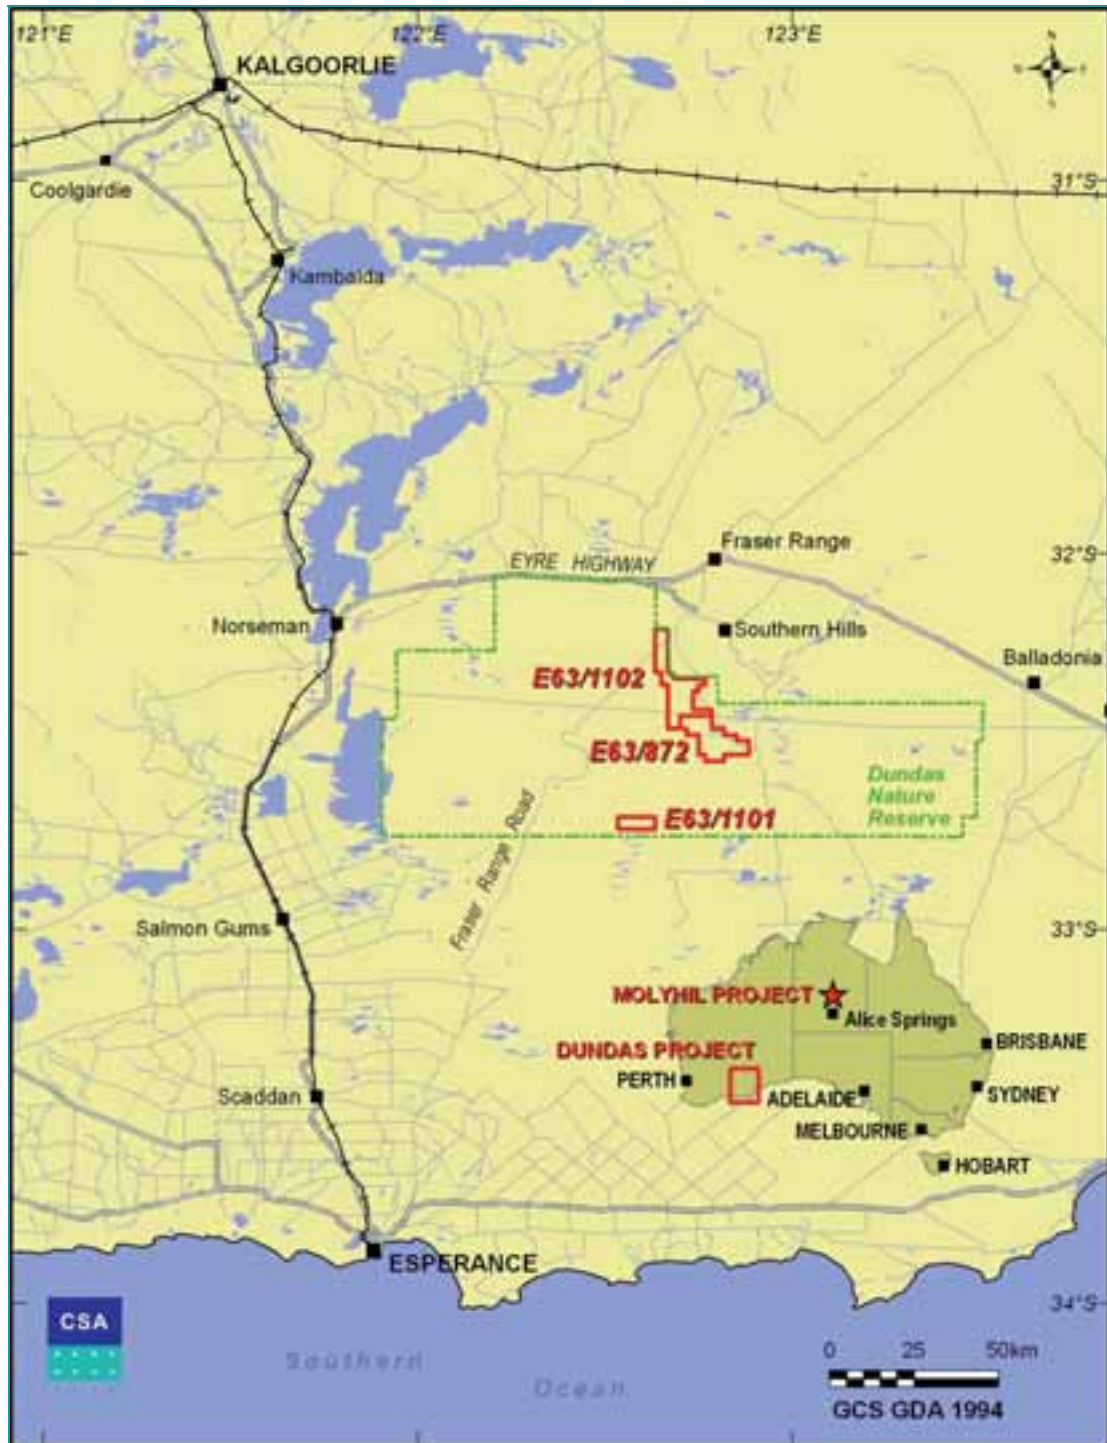 121°E
122°E
123°E
KALGOORLIE
Coolgardie
31°S
Kambalda
EYRE HIGHWAY
Fraser Range
32°S
Norseman
Southern Hills
Balladonia
E63/1102
E63/872
Dundas
Nature
Reserve
E63/1101
Fraser Range Road
Salmon Gums
33°S
MOLYHIL PROJECT
Alice Springs
DUNDAS PROJECT
BRISBANE
PERTH
ADELAIDE
SYDNEY
Scaddan
MELBOURNE
HOBART
ESPERANCE
34°S
CSA
Southern
Ocean
0 25 50km
GCS GDA 1994